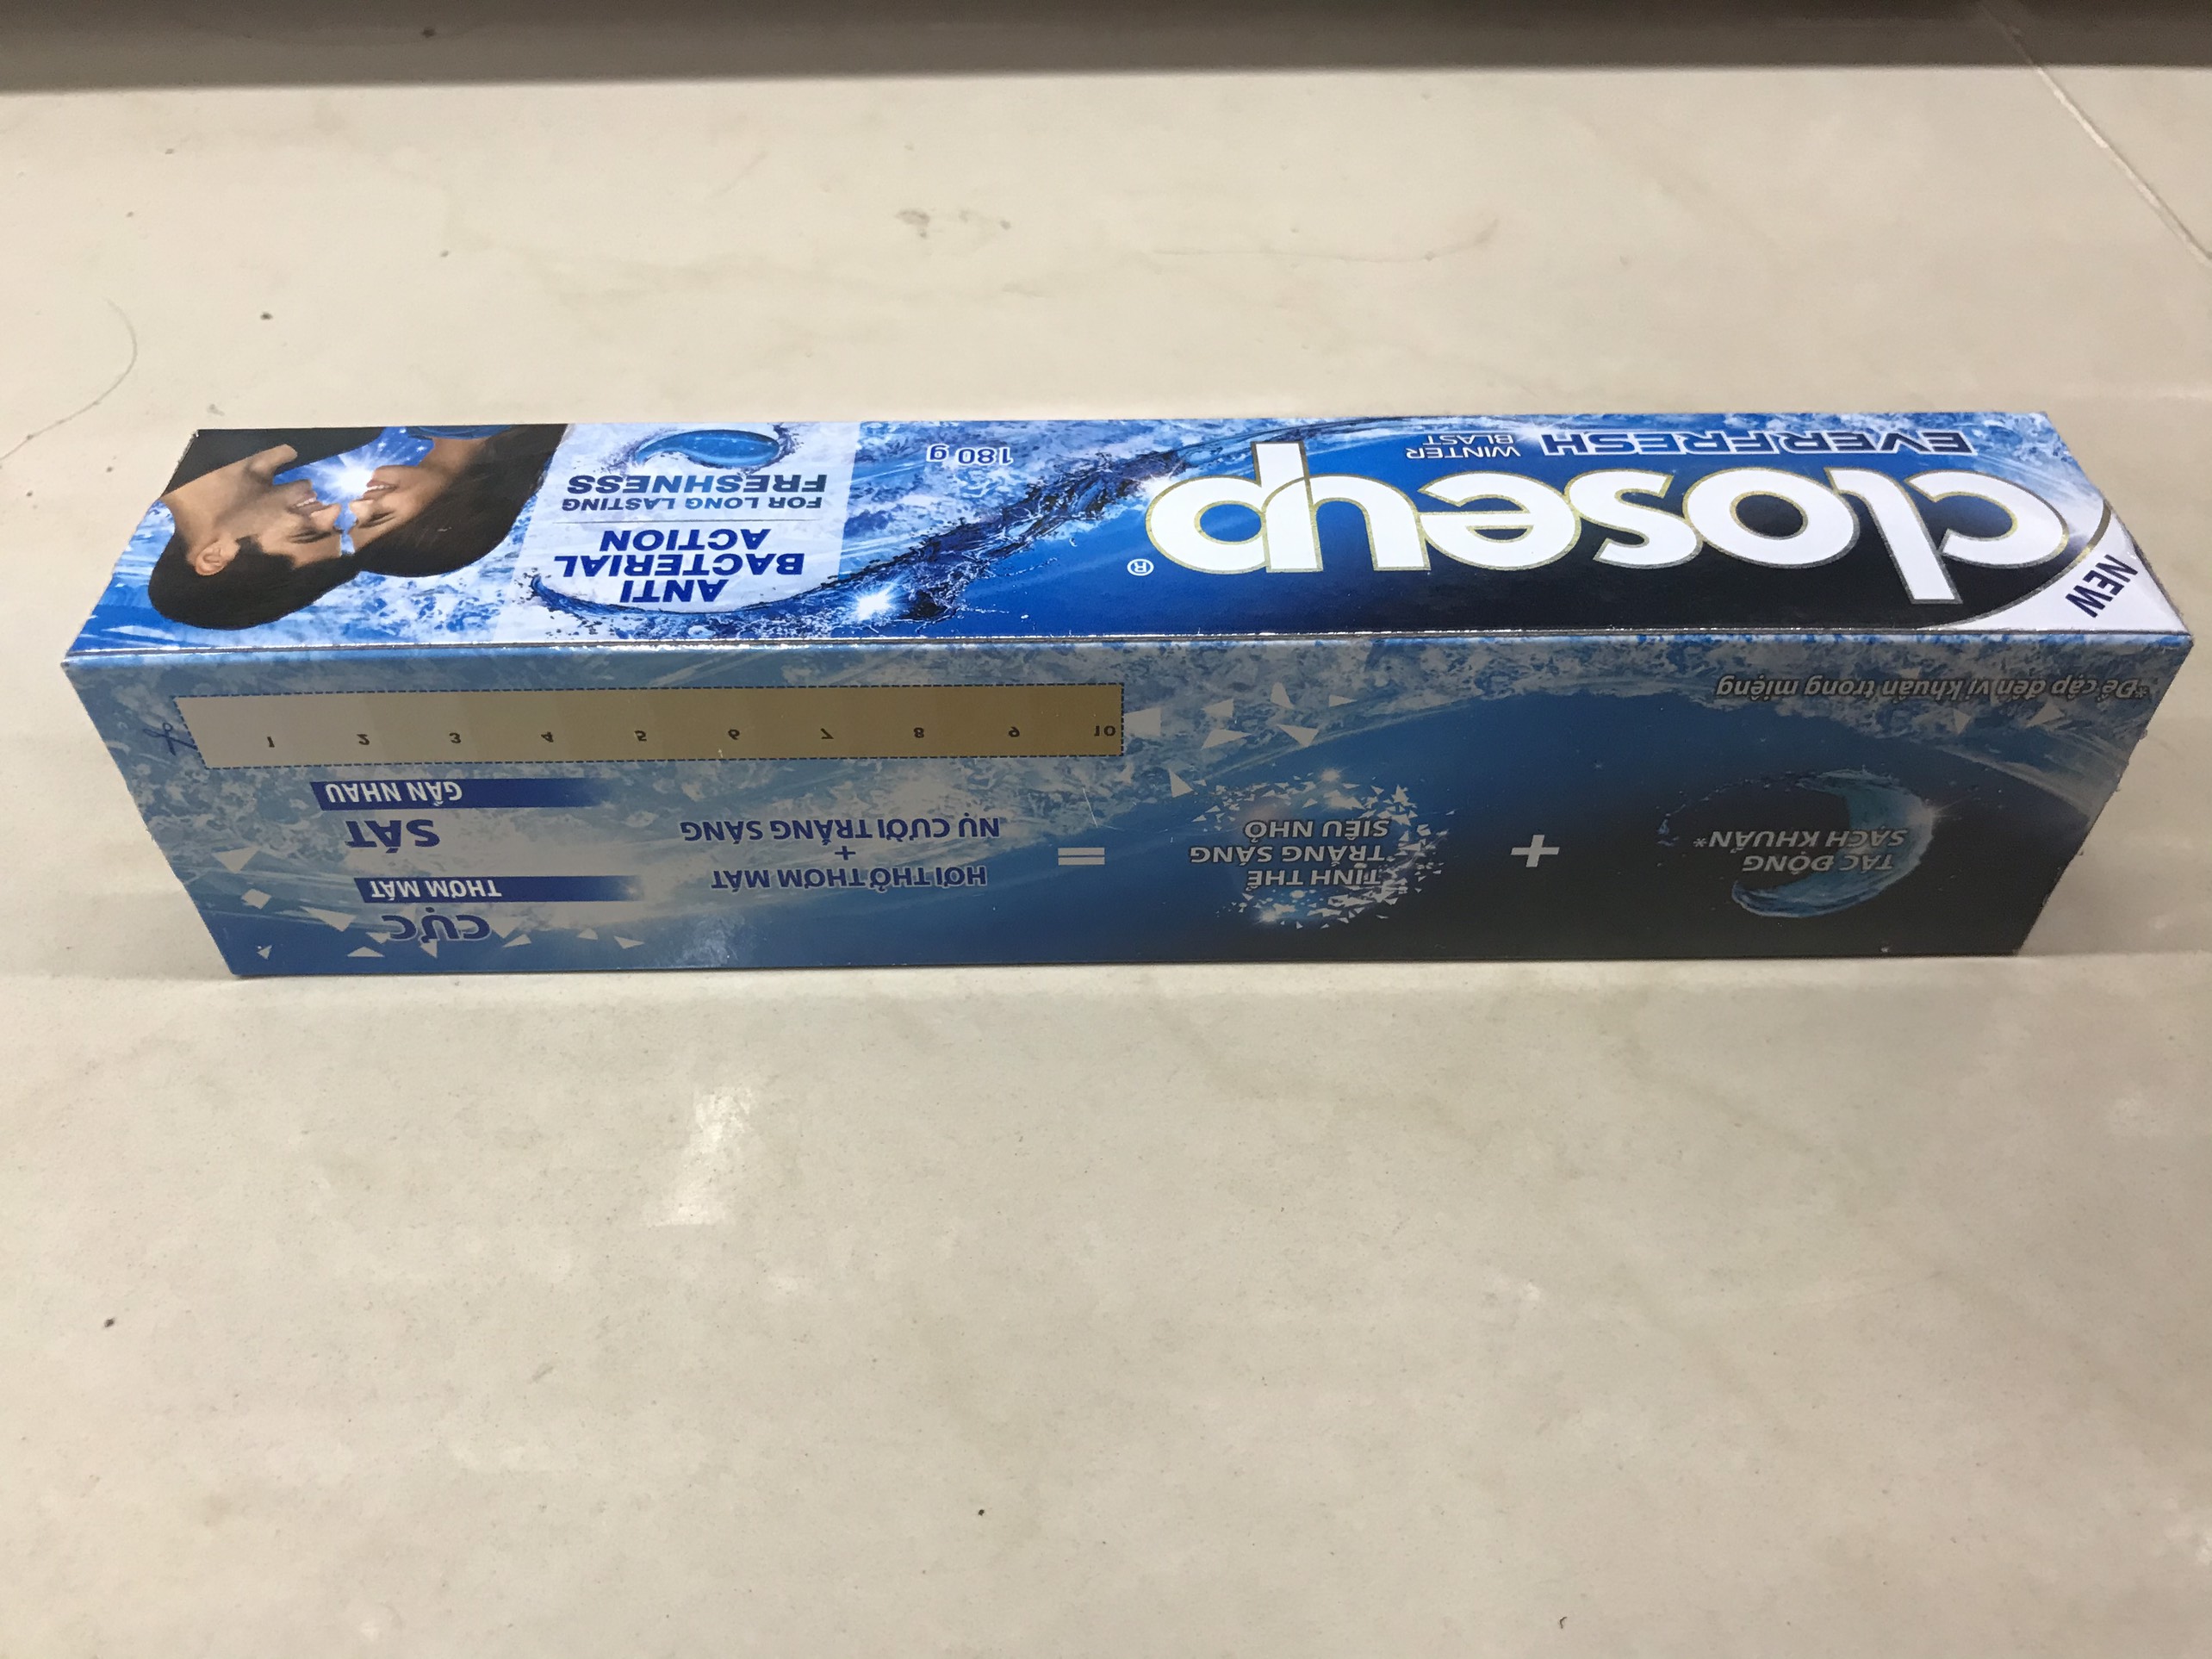 NEW
closeup®
EVERFRESH
WINTER
BLAST
180 g
ANTI
BACTERIAL
ACTION
FOR LONG LASTING
FRESHNESS
TÁC ĐỘNG
SẠCH KHUẨN*
+
TINH THỂ
TRẮNG SÁNG
SIÊU NHỎ
=
HƠI THỞ THƠM MÁT
+
NỤ CƯỜI TRẮNG SÁNG
CỰC
THƠM MÁT
SÁT
GẦN NHAU
*Đề cập đến vi khuẩn trong miệng
10 9 8 7 6 5 4 3 2 1